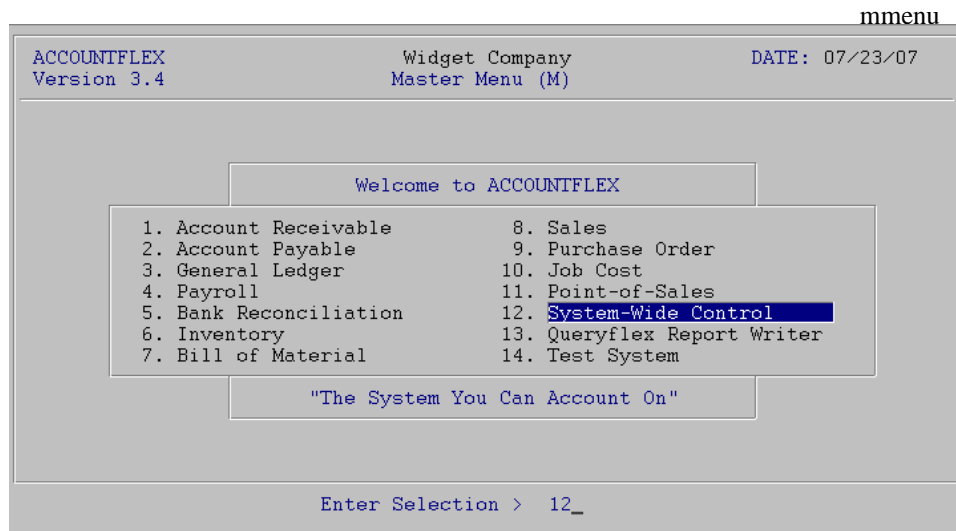 mmenu
ACCOUNTFLEX Widget Company DATE: 07/23/07
Version 3.4 Master Menu (M)
Welcome to ACCOUNTFLEX
1. Account Receivable 8. Sales
2. Account Payable 9. Purchase Order
3. General Ledger 10. Job Cost
4. Payroll 11. Point-of-Sales
5. Bank Reconciliation 12. System-Wide Control
6. Inventory 13. Queryflex Report Writer
7. Bill of Material 14. Test System
"The System You Can Account On"
Enter Selection > 12_